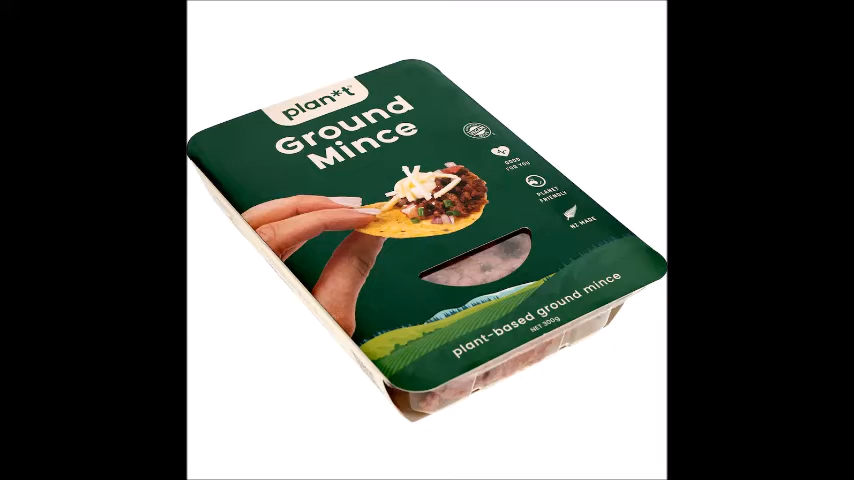 plan*t
Ground
Mince
GOOD
FOR YOU
PLANET
FRIENDLY
NZ MADE
plant-based ground mince
NET 300g